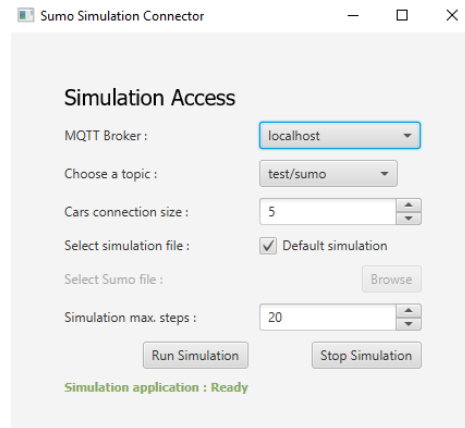 Sumo Simulation Connector
Simulation Access
MQTT Broker : localhost
Choose a topic : test/sumo
Cars connection size : 5
Select simulation file : Default simulation
Select Sumo file : Browse
Simulation max. steps : 20
Run Simulation Stop Simulation
Simulation application : Ready